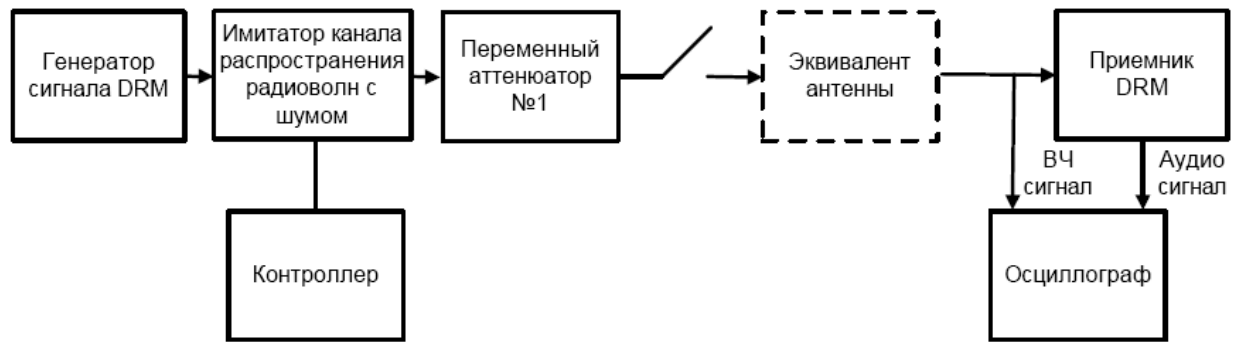 Генератор
сигнала DRM
Имитатор канала
распространения
радиоволн с
шумом
Переменный
аттенюатор
№1
Эквивалент
антенны
Приемник
DRM
ВЧ
сигнал
Аудио
сигнал
Контроллер
Осциллограф